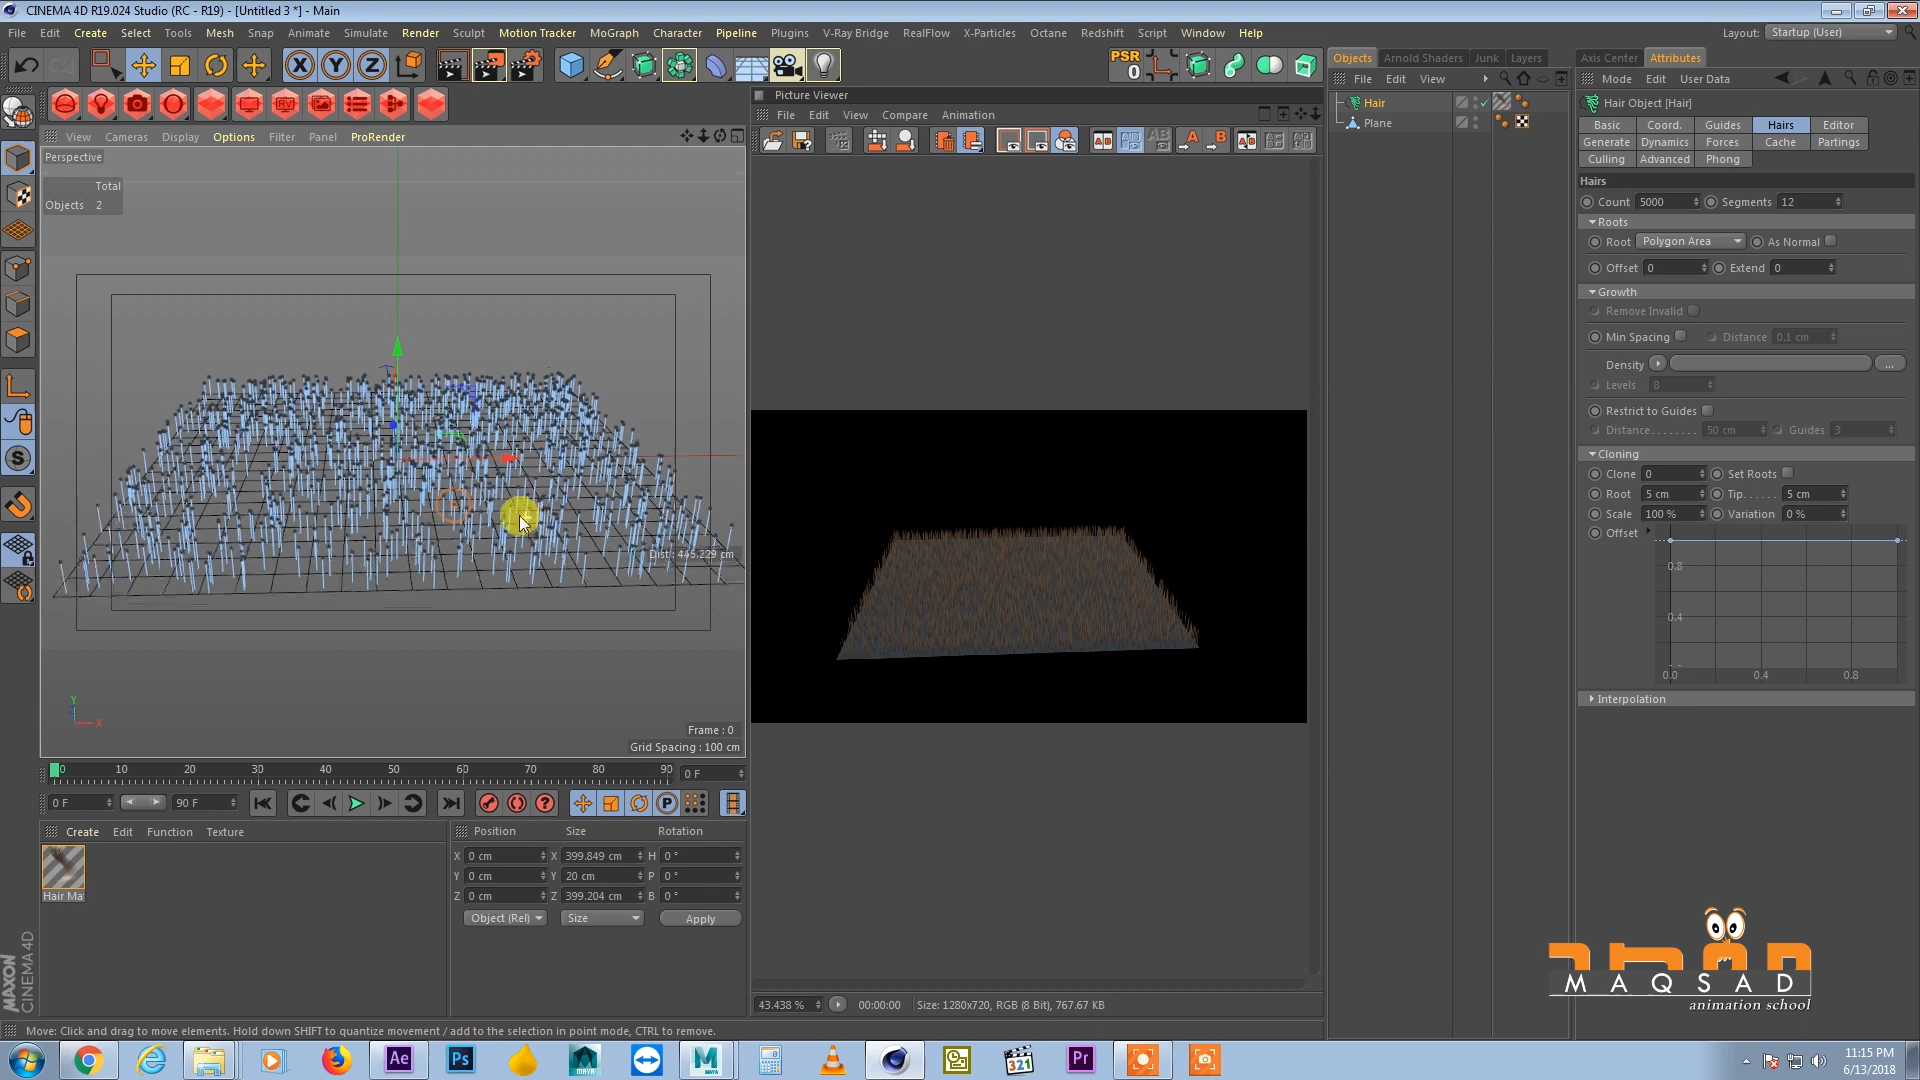 CINEMA 4D R19.024 Studio (RC - R19) - [Untitled 3 *] - Main
File Edit Create Select Tools Mesh Snap Animate Simulate Render Sculpt Motion Tracker MoGraph Character Pipeline Plugins V-Ray Bridge RealFlow X-Particles Octane Redshift Script Window Help
Layout: Startup (User)
PSR
0
Objects Arnold Shaders Junk Layers
File Edit View
Hair
Plane
Axis Center Attributes
Mode Edit User Data
Hair Object [Hair]
Basic Coord. Guides Hairs Editor
Generate Dynamics Forces Cache Partings
Culling Advanced Phong
Hairs
Count 5000 Segments 12
Roots
Root Polygon Area As Normal
Offset 0 Extend 0
Growth
Remove Invalid
Min Spacing Distance 0.1 cm
Density ...
Levels 8
Restrict to Guides
Distance........ 50 cm Guides 3
Cloning
Clone 0 Set Roots
Root 5 cm Tip...... 5 cm
Scale 100 % Variation 0 %
Offset
0.8
0.4
0.0 0.4 0.8
Interpolation
View Cameras Display Options Filter Panel ProRender
Perspective
Total
Objects 2
Dist : 445.229 cm
Frame : 0
Grid Spacing : 100 cm
Picture Viewer
File Edit View Compare Animation
43.438 % 00:00:00 Size: 1280x720, RGB (8 Bit), 767.67 KB
0 10 20 30 40 50 60 70 80 90 0 F
0 F 90 F
Create Edit Function Texture
Hair Ma
Position Size Rotation
X 0 cm X 399.849 cm H 0 °
Y 0 cm Y 20 cm P 0 °
Z 0 cm Z 399.204 cm B 0 °
Object (Rel) Size Apply
MAXON
CINEMA 4D
Move: Click and drag to move elements. Hold down SHIFT to quantize movement / add to the selection in point mode, CTRL to remove.
MAQSAD
animation school
Ae Ps M MAYA 321 Pr
11:15 PM
6/13/2018